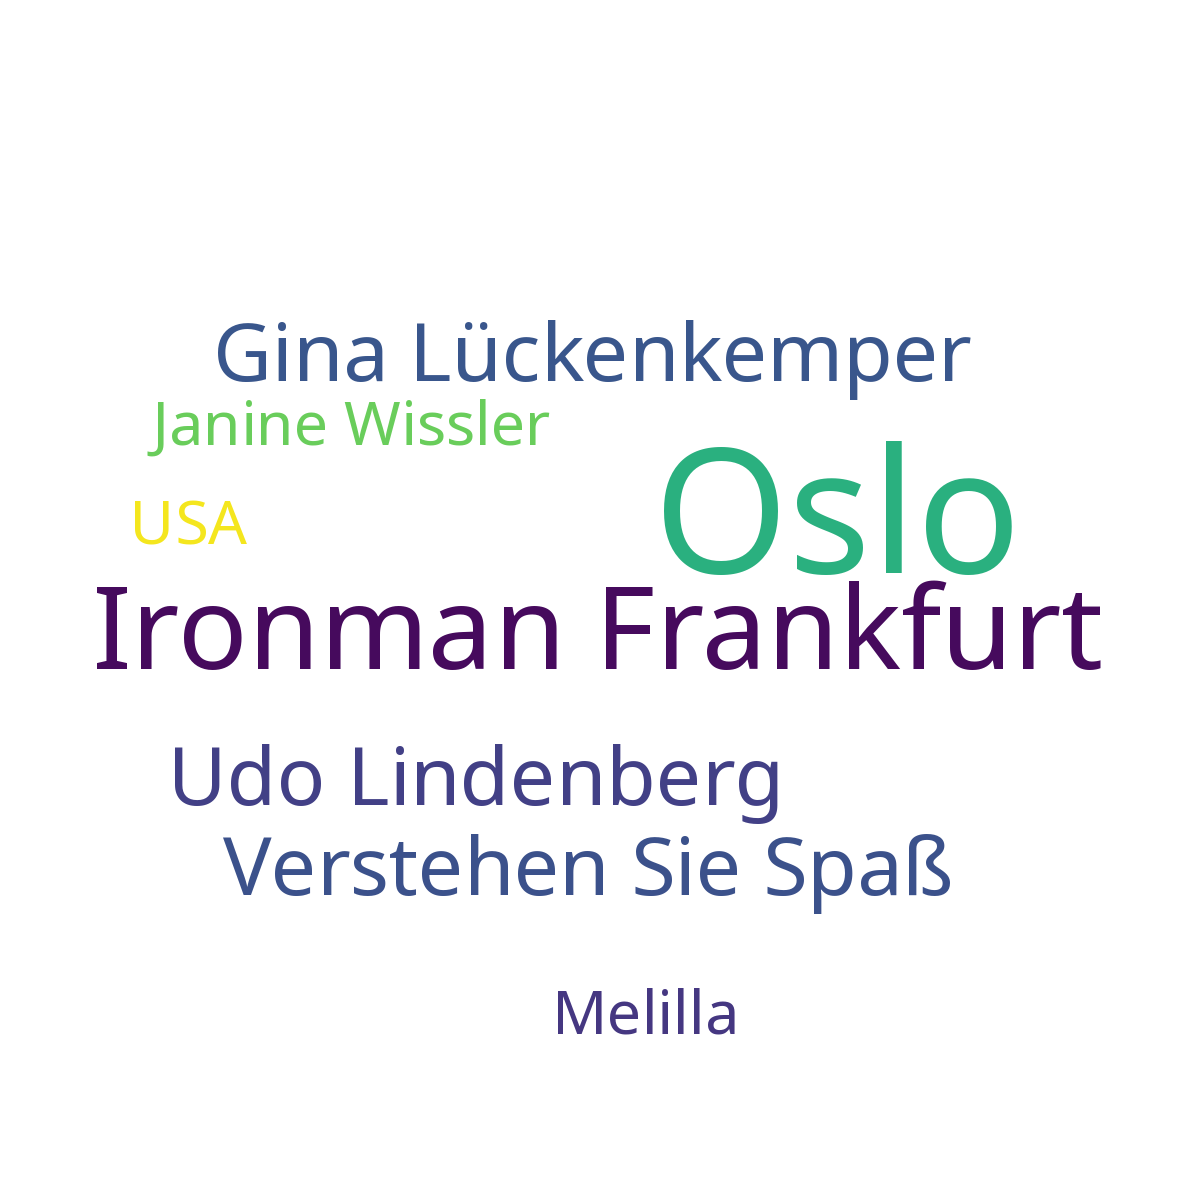 Gina Lückenkemper
Janine Wissler
Oslo
USA
Ironman Frankfurt
Udo Lindenberg
Verstehen Sie Spaß
Melilla